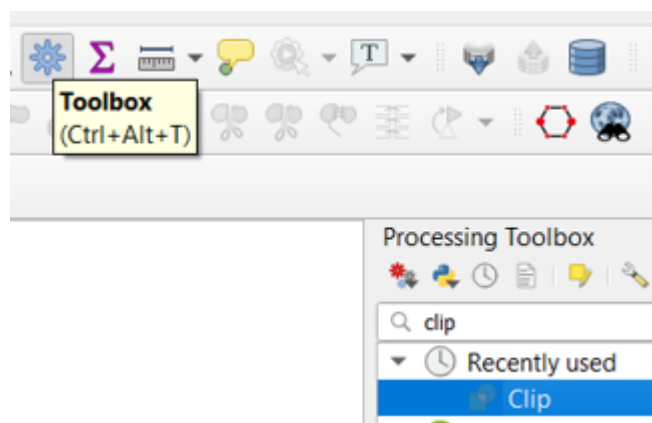 T
Toolbox
(Ctrl+Alt+T)
Processing Toolbox
clip
Recently used
Clip